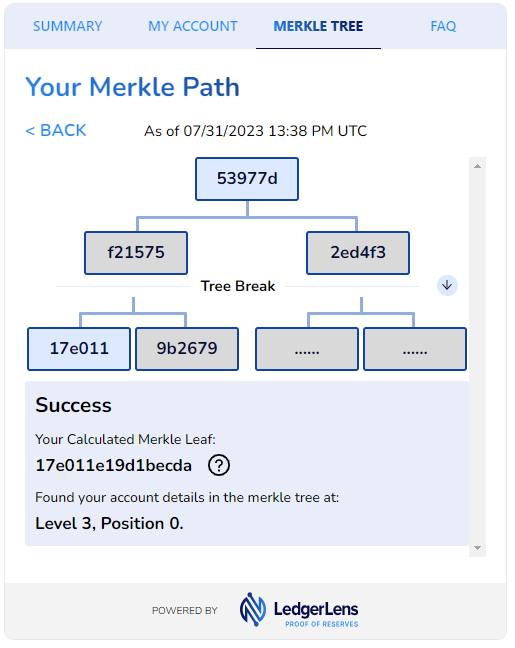 SUMMARY MY ACCOUNT MERKLE TREE FAQ
Your Merkle Path
< BACK As of 07/31/2023 13:38 PM UTC
53977d
f21575 2ed4f3
Tree Break
17e011 9b2679 ...... ......
Success
Your Calculated Merkle Leaf:
17e011e19d1becda ?
Found your account details in the merkle tree at:
Level 3, Position 0.
POWERED BY LedgerLens
PROOF OF RESERVES